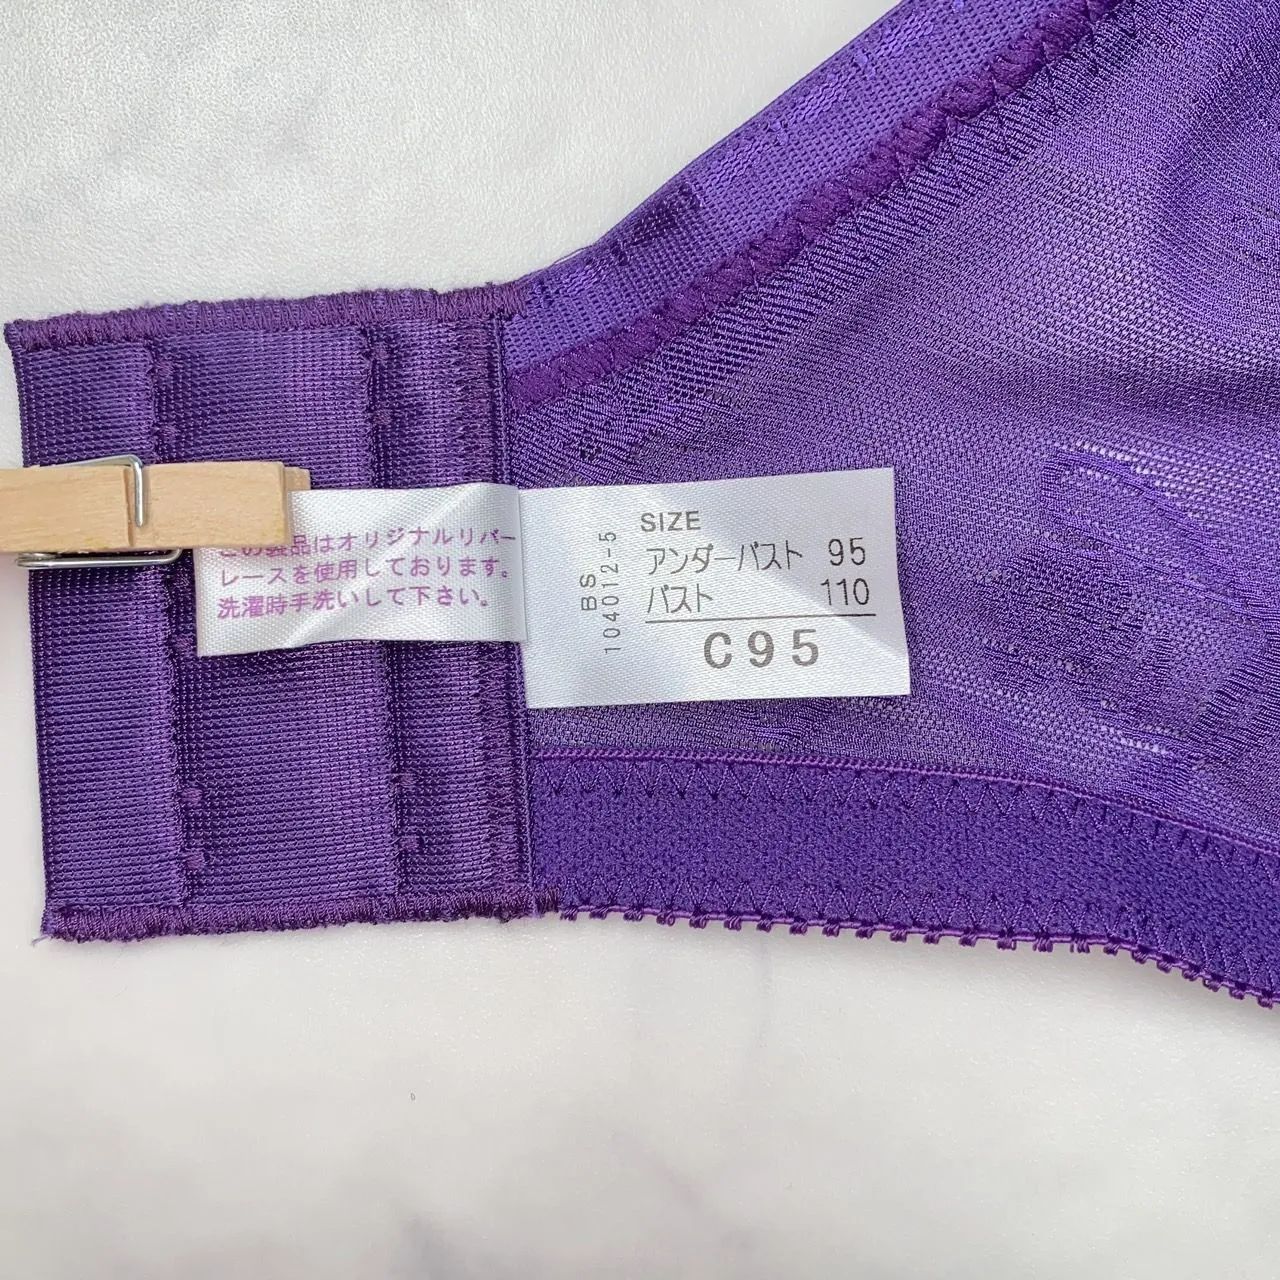 この製品はオリジナルリバー
レースを使用しております。
洗濯時手洗いして下さい。
BS
104012-5
SIZE
アンダーバスト 95
バスト 110
C95